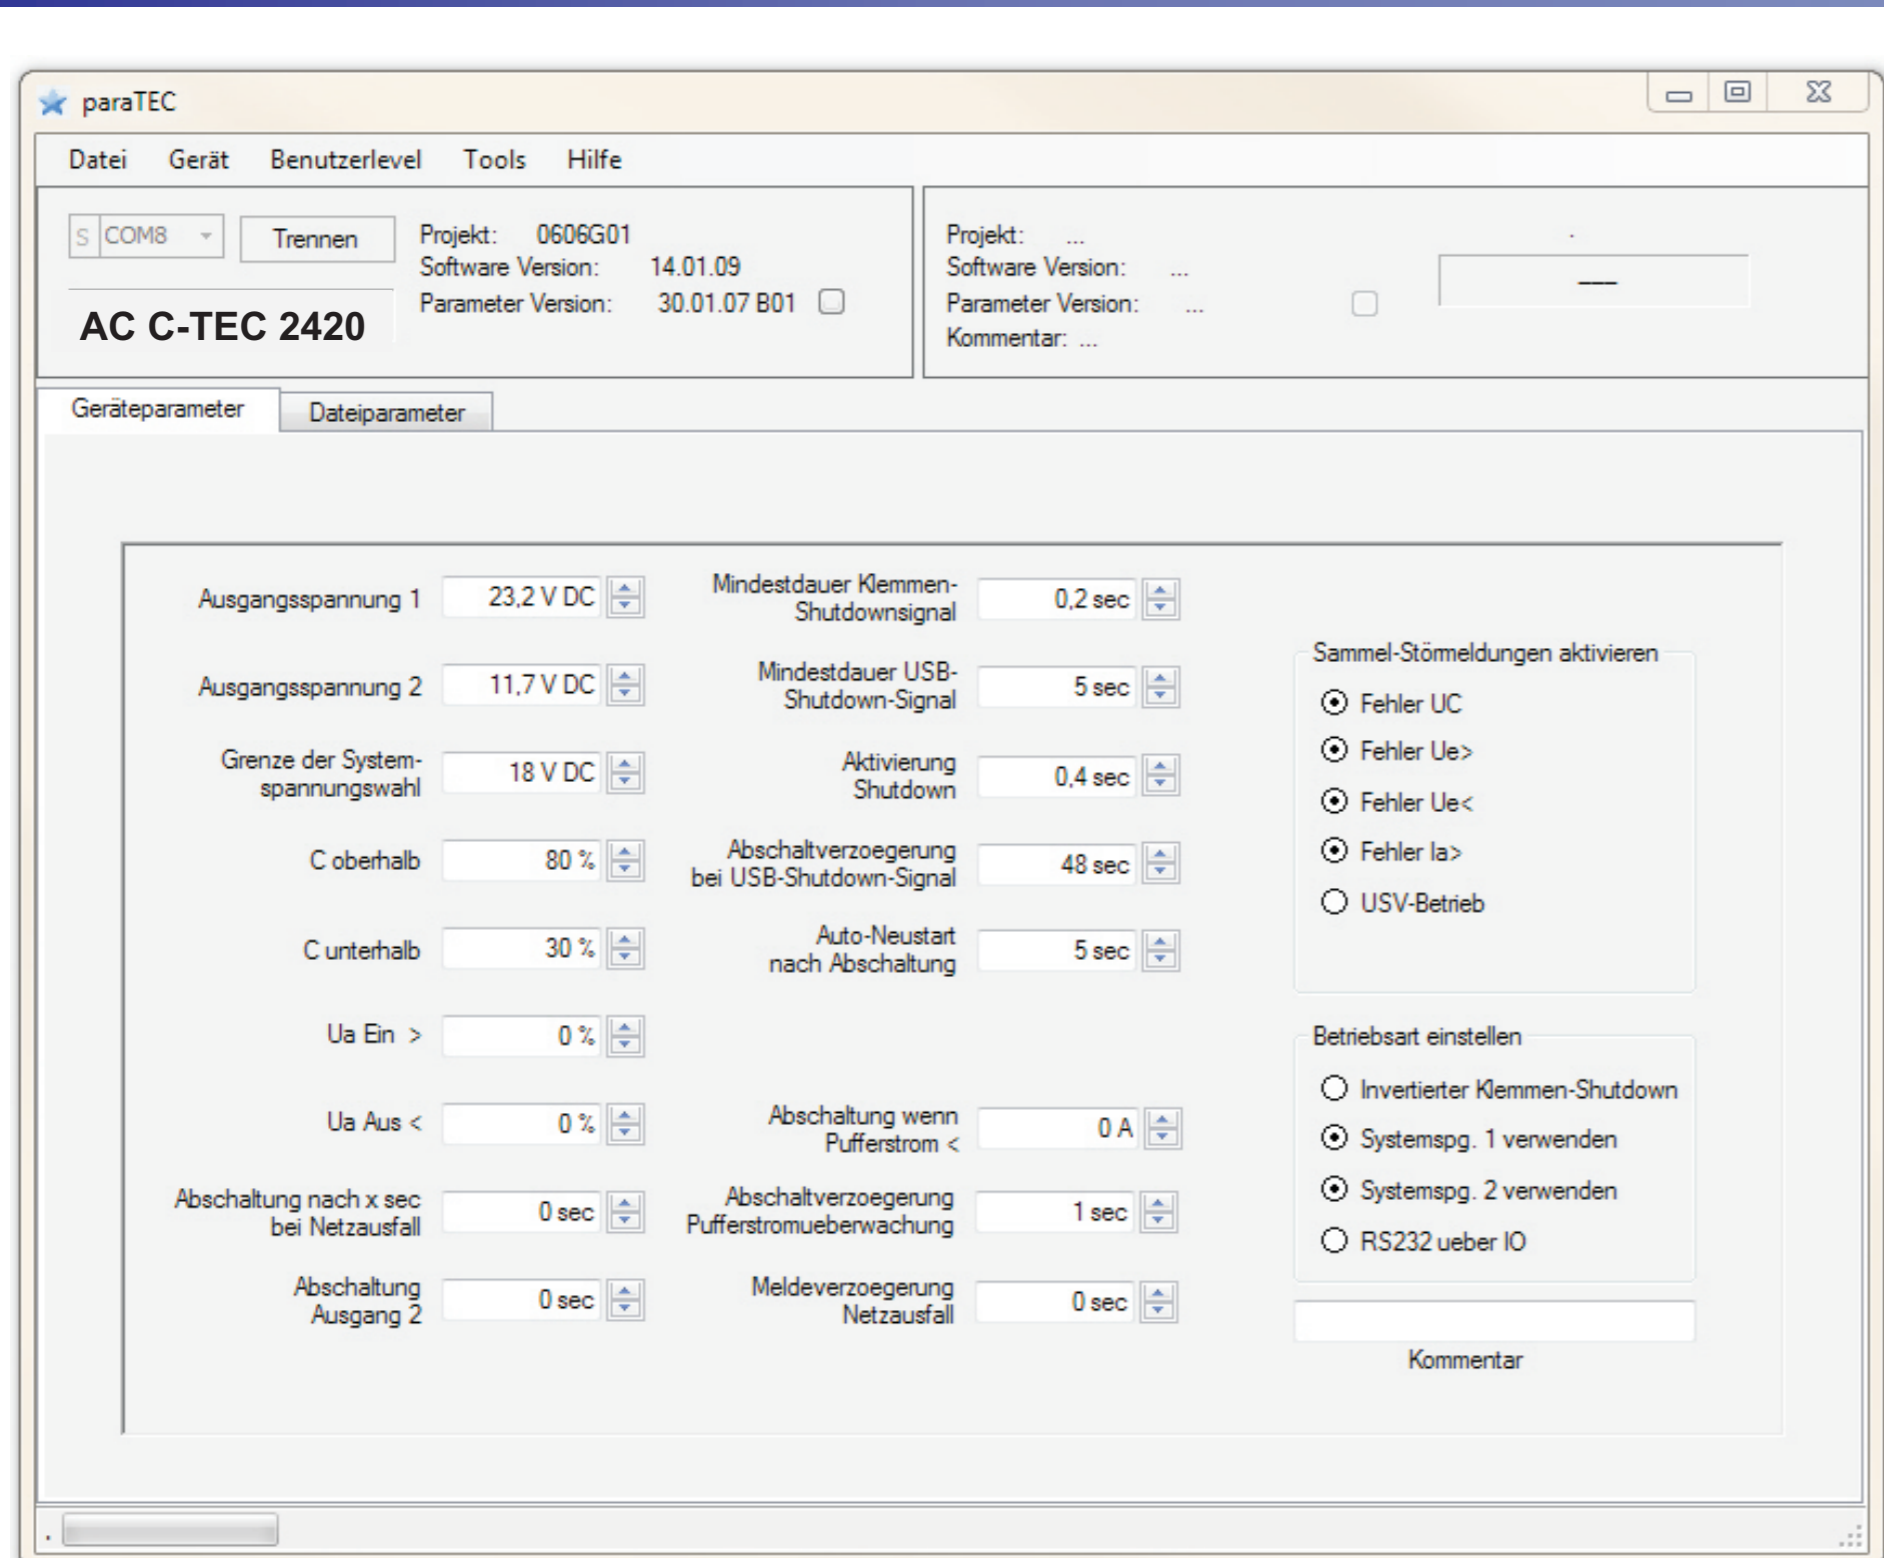 paraTEC
Datei Gerät Benutzerlevel Tools Hilfe
S COM8 Trennen
AC C-TEC 2420
Projekt: 0606G01
Software Version: 14.01.09
Parameter Version: 30.01.07 B01
Projekt: ...
Software Version: ...
Parameter Version: ...
Kommentar: ...
---
Geräteparameter Dateiparameter
Ausgangsspannung 1 23,2 V DC
Ausgangsspannung 2 11,7 V DC
Grenze der System-
spannungswahl 18 V DC
C oberhalb 80 %
C unterhalb 30 %
Ua Ein > 0 %
Ua Aus < 0 %
Abschaltung nach x sec
bei Netzausfall 0 sec
Abschaltung
Ausgang 2 0 sec
Mindestdauer Klemmen-
Shutdownsignal 0,2 sec
Mindestdauer USB-
Shutdown-Signal 5 sec
Aktivierung
Shutdown 0,4 sec
Abschaltverzoegerung
bei USB-Shutdown-Signal 48 sec
Auto-Neustart
nach Abschaltung 5 sec
Abschaltung wenn
Pufferstrom < 0 A
Abschaltverzoegerung
Pufferstromueberwachung 1 sec
Meldeverzoegerung
Netzausfall 0 sec
Sammel-Störmeldungen aktivieren
Fehler UC
Fehler Ue>
Fehler Ue<
Fehler Ia>
USV-Betrieb
Betriebsart einstellen
Invertierter Klemmen-Shutdown
Systemspg. 1 verwenden
Systemspg. 2 verwenden
RS232 ueber IO
Kommentar